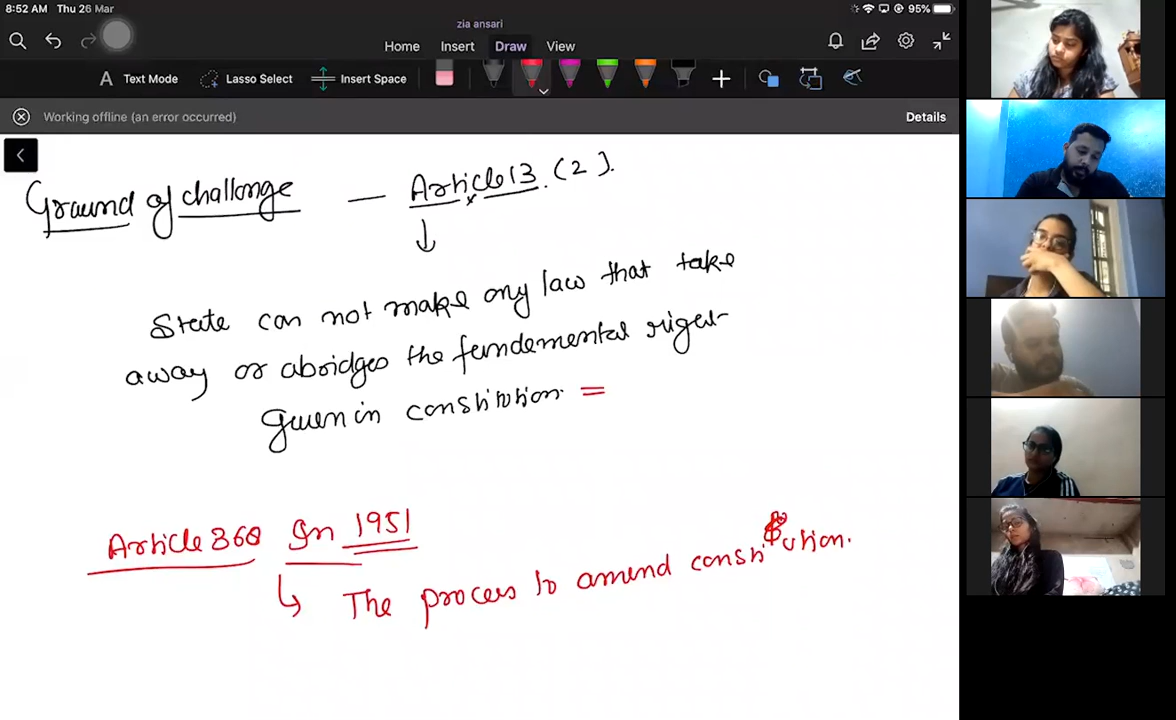 8:52 AM Thu 26 Mar
95%
zia ansari
Home Insert Draw View
Text Mode Lasso Select Insert Space
Working offline (an error occurred) Details
Ground of challenge — Article 13. (2).
State can not make any law that take
away or abridges the fundemental right
given in constitution =
Article 368 In 1951
The process to amend constitution.